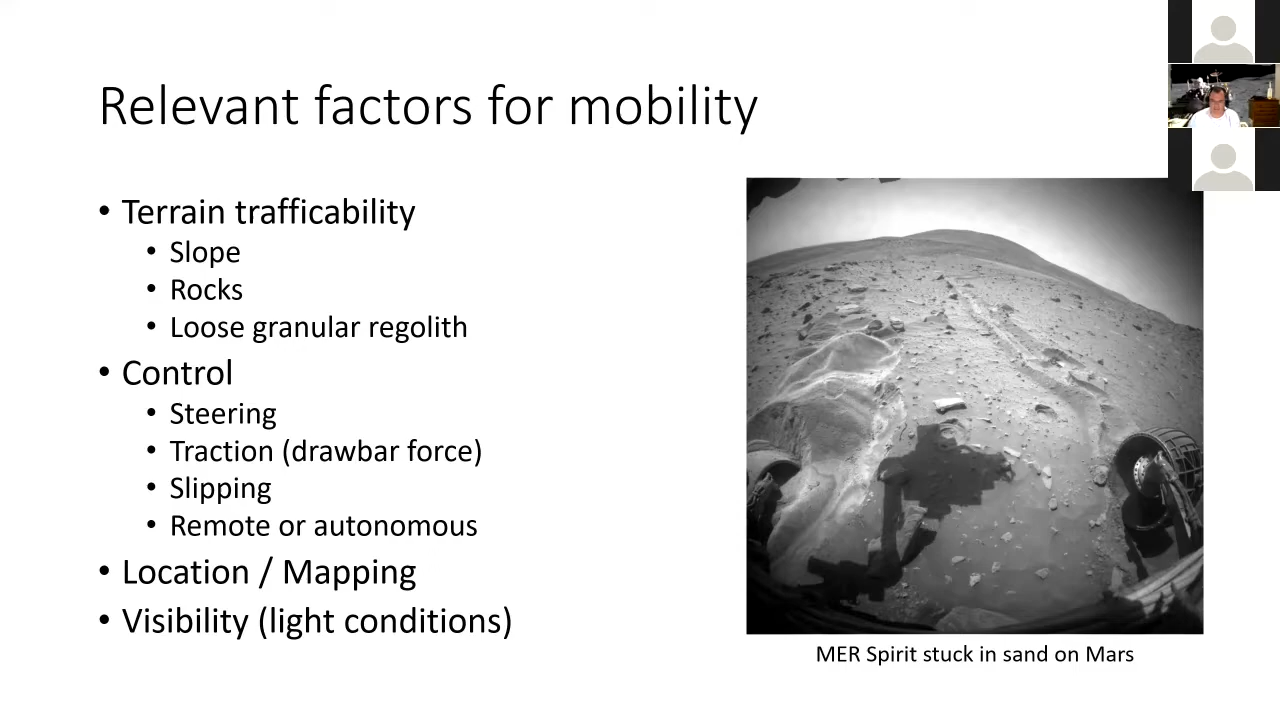 Relevant factors for mobility
• Terrain trafficability
• Slope
• Rocks
• Loose granular regolith
• Control
• Steering
• Traction (drawbar force)
• Slipping
• Remote or autonomous
• Location / Mapping
• Visibility (light conditions)
MER Spirit stuck in sand on Mars